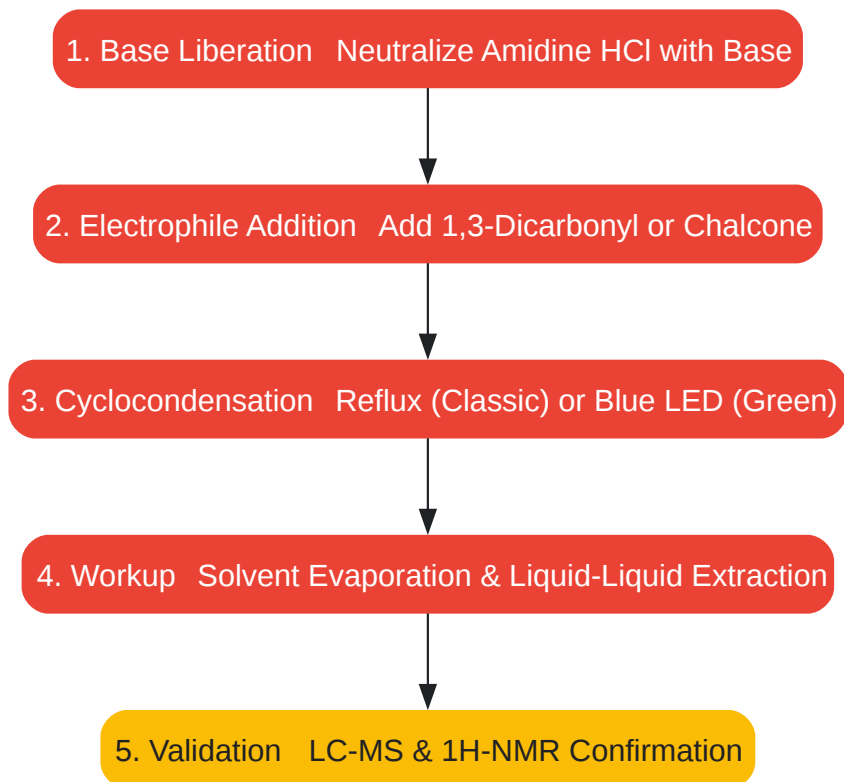 1. Base Liberation   Neutralize Amidine HCl with Base
2. Electrophile Addition   Add 1,3-Dicarbonyl or Chalcone
3. Cyclocondensation   Reflux (Classic) or Blue LED (Green)
4. Workup   Solvent Evaporation & Liquid-Liquid Extraction
5. Validation   LC-MS & 1H-NMR Confirmation